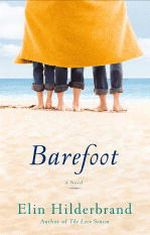 Barefoot
a Novel
Elin Hilderbrand
Author of The Love Season